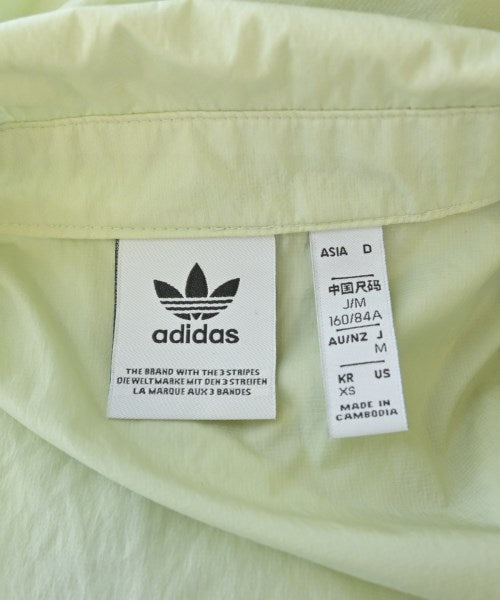 adidas
THE BRAND WITH THE 3 STRIPES
DIE WELTMARKE MIT DEN 3 STREIFEN
LA MARQUE AUX 3 BANDES
ASIA D
中国尺码
J/M
160/84A
AU/NZ J
M
KR US
XS
MADE IN
CAMBODIA